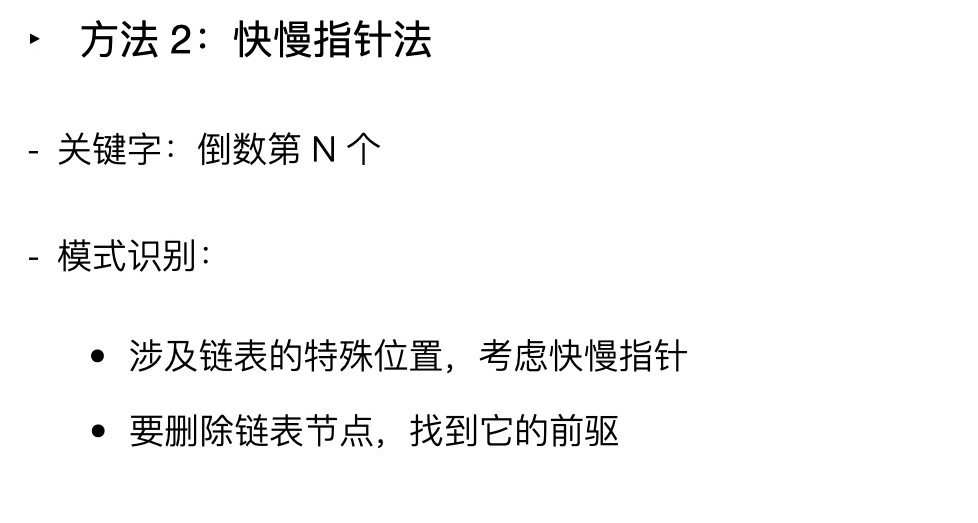 ‣ 方法 2：快慢指针法
- 关键字：倒数第 N 个
- 模式识别：
• 涉及链表的特殊位置，考虑快慢指针
• 要删除链表节点，找到它的前驱